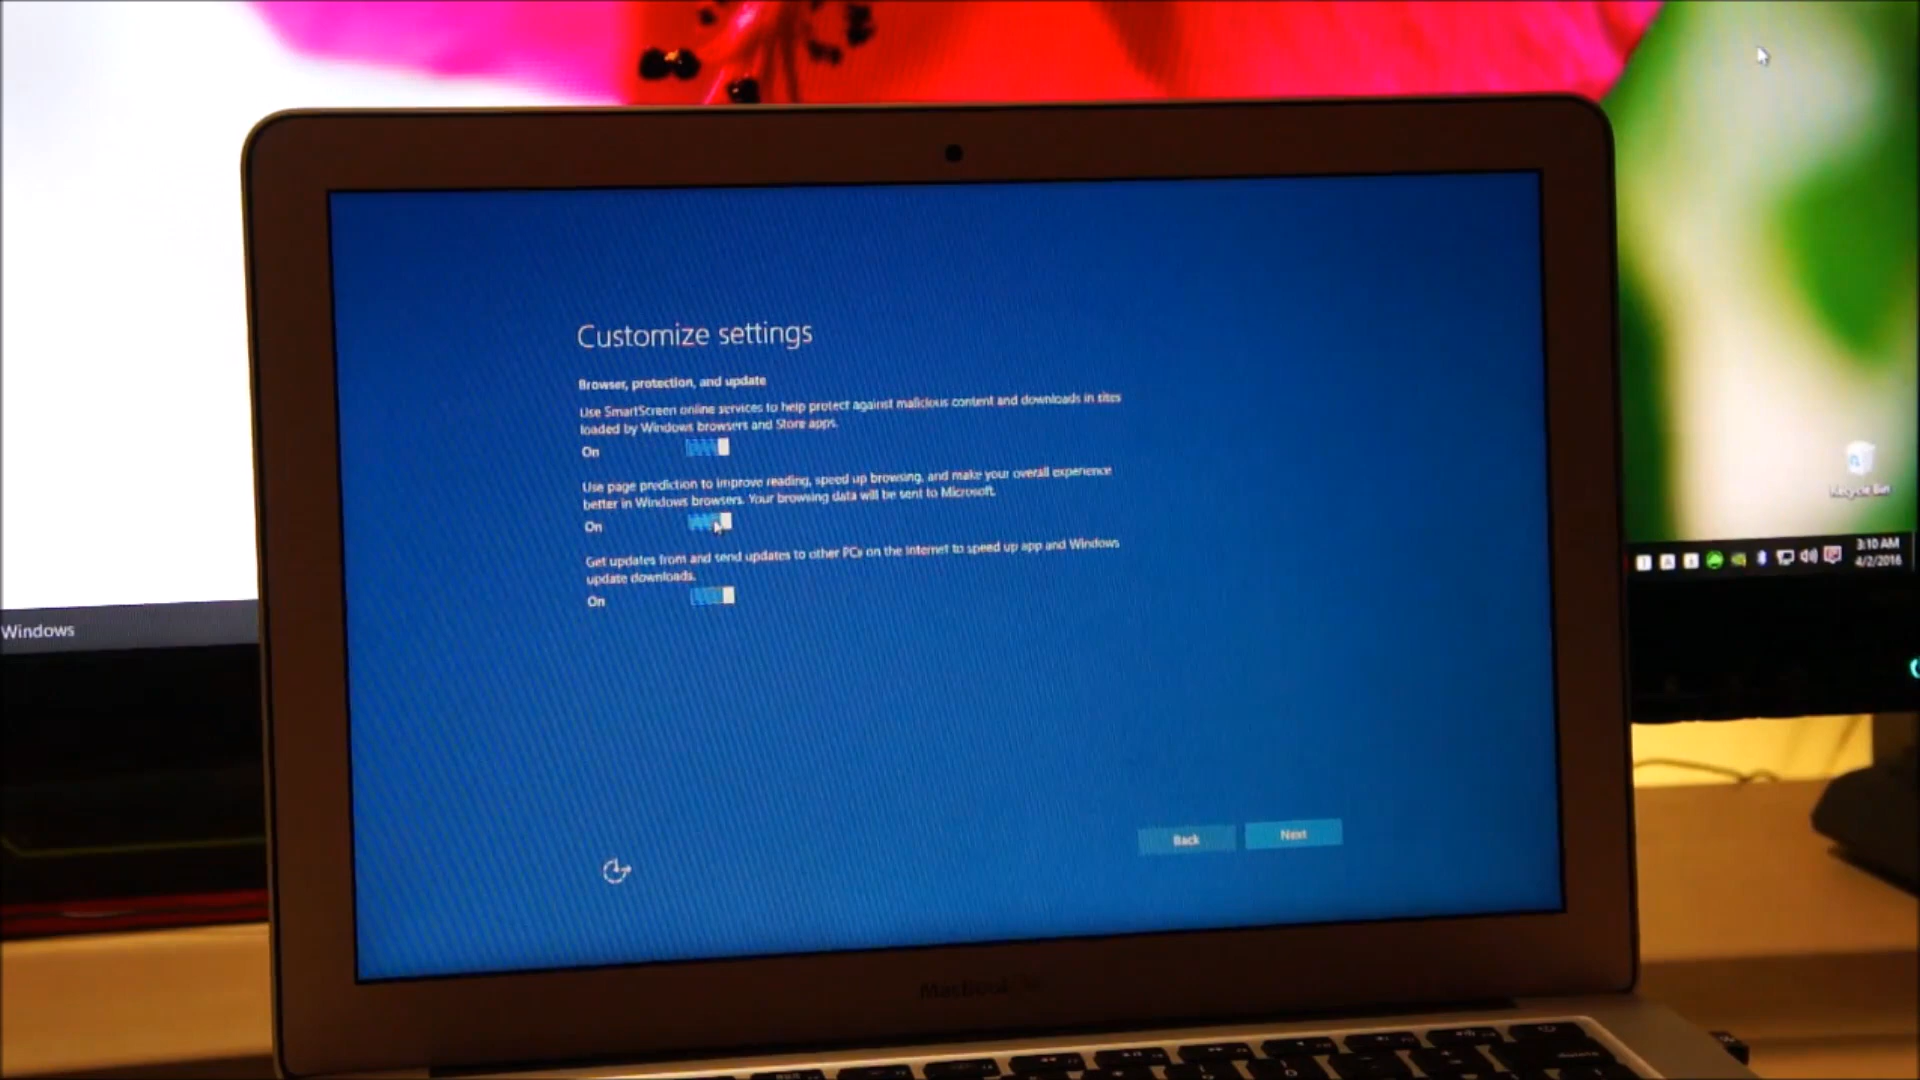 Customize settings
Browser, protection, and update
Use SmartScreen online services to help protect against malicious content and downloads in sites
loaded by Windows browsers and Store apps.
On
Use page prediction to improve reading, speed up browsing, and make your overall experience
better in Windows browsers. Your browsing data will be sent to Microsoft.
On
Get updates from and send updates to other PCs on the Internet to speed up app and Windows
update downloads.
On
Back
Next
MacBook
Windows
Recycle Bin
3:10 AM
4/2/2016
delete